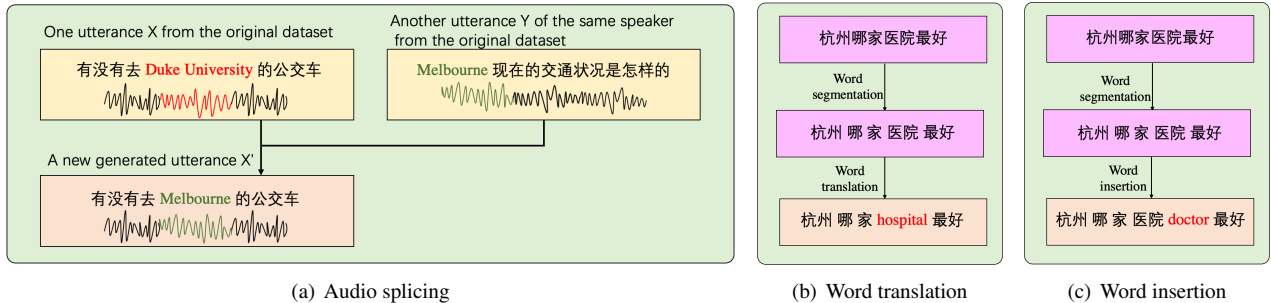 One utterance X from the original dataset
有没有去 Duke University 的公交车
Another utterance Y of the same speaker
from the original dataset
Melbourne 现在的交通状况是怎样的
A new generated utterance X'
有没有去 Melbourne 的公交车
(a) Audio splicing
杭州哪家医院最好
Word
segmentation
杭州 哪 家 医院 最好
Word
translation
杭州 哪 家 hospital 最好
(b) Word translation
杭州哪家医院最好
Word
segmentation
杭州 哪 家 医院 最好
Word
insertion
杭州 哪 家 医院 doctor 最好
(c) Word insertion